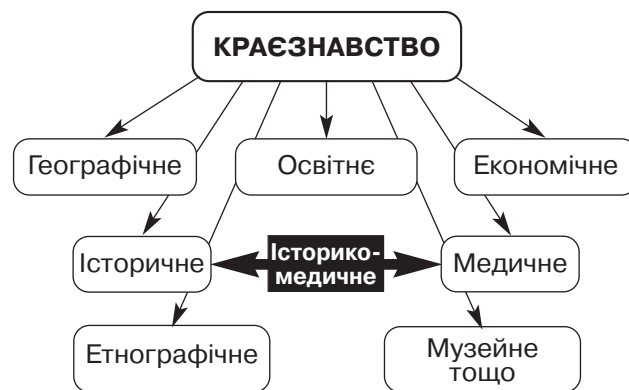 КРАЄЗНАВСТВО
Географічне
Освітнє
Економічне
Історичне
Історико-
медичне
Медичне
Етнографічне
Музейне
тощо